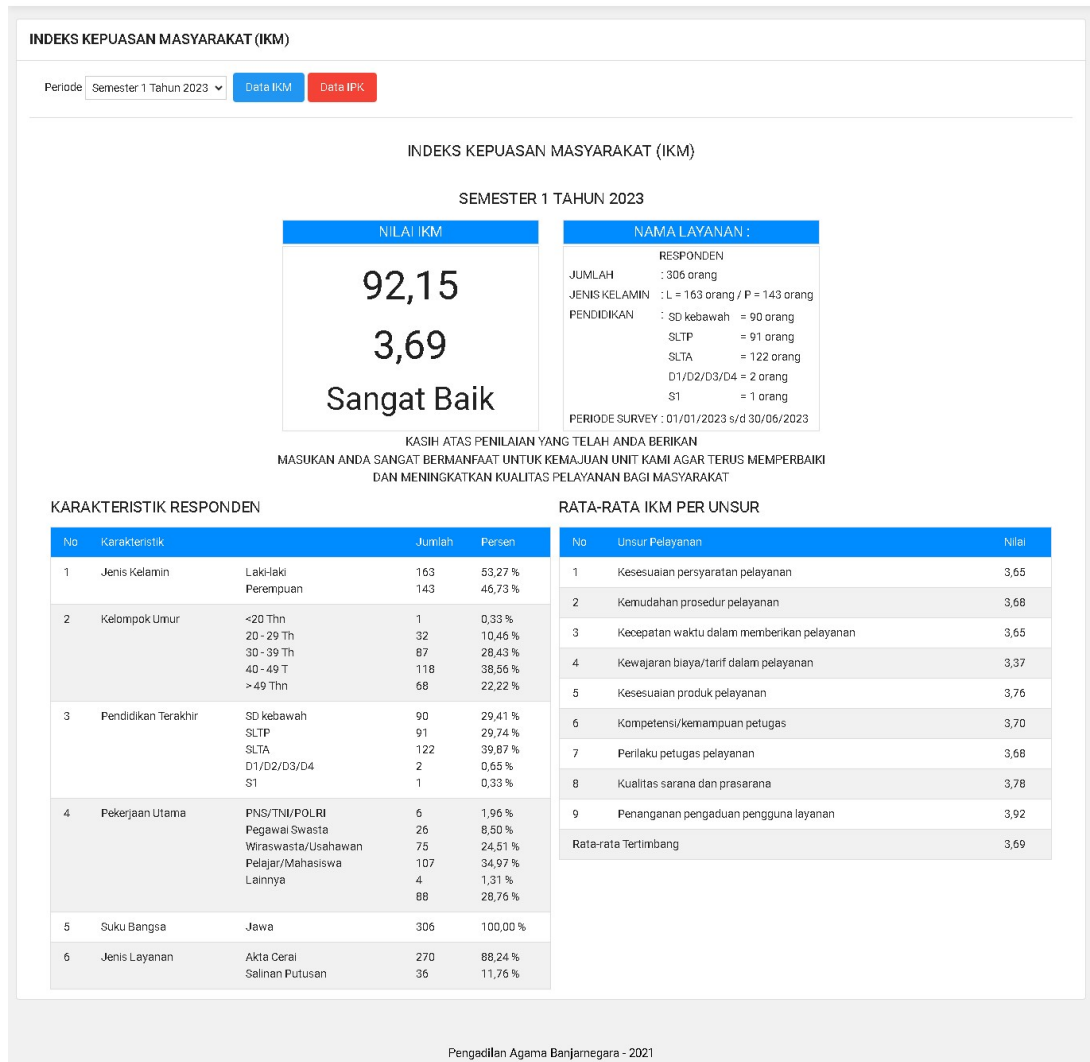 INDEKS KEPUASAN MASYARAKAT (IKM)
Periode Semester 1 Tahun 2023 Data IKM Data IPK
INDEKS KEPUASAN MASYARAKAT (IKM)
SEMESTER 1 TAHUN 2023
NILAI IKM
92,15
3,69
Sangat Baik
NAMA LAYANAN :
RESPONDEN
JUMLAH : 306 orang
JENIS KELAMIN : L = 163 orang / P = 143 orang
PENDIDIKAN : SD kebawah = 90 orang
SLTP = 91 orang
SLTA = 122 orang
D1/D2/D3/D4 = 2 orang
S1 = 1 orang
PERIODE SURVEY : 01/01/2023 s/d 30/06/2023
KASIH ATAS PENILAIAN YANG TELAH ANDA BERIKAN
MASUKAN ANDA SANGAT BERMANFAAT UNTUK KEMAJUAN UNIT KAMI AGAR TERUS MEMPERBAIKI
DAN MENINGKATKAN KUALITAS PELAYANAN BAGI MASYARAKAT
KARAKTERISTIK RESPONDEN
No Karakteristik Jumlah Persen
1 Jenis Kelamin Laki-laki 163 53,27 %
Perempuan 143 46,73 %
2 Kelompok Umur <20 Thn 1 0,33 %
20 - 29 Th 32 10,46 %
30 - 39 Th 87 28,43 %
40 - 49 T 118 38,56 %
> 49 Thn 68 22,22 %
3 Pendidikan Terakhir SD kebawah 90 29,41 %
SLTP 91 29,74 %
SLTA 122 39,87 %
D1/D2/D3/D4 2 0,65 %
S1 1 0,33 %
4 Pekerjaan Utama PNS/TNI/POLRI 6 1,96 %
Pegawai Swasta 26 8,50 %
Wiraswasta/Usahawan 75 24,51 %
Pelajar/Mahasiswa 107 34,97 %
Lainnya 4 1,31 %
88 28,76 %
5 Suku Bangsa Jawa 306 100,00 %
6 Jenis Layanan Akta Cerai 270 88,24 %
Salinan Putusan 36 11,76 %
RATA-RATA IKM PER UNSUR
No Unsur Pelayanan Nilai
1 Kesesuaian persyaratan pelayanan 3,65
2 Kemudahan prosedur pelayanan 3,68
3 Kecepatan waktu dalam memberikan pelayanan 3,65
4 Kewajaran biaya/tarif dalam pelayanan 3,37
5 Kesesuaian produk pelayanan 3,76
6 Kompetensi/kemampuan petugas 3,70
7 Perilaku petugas pelayanan 3,68
8 Kualitas sarana dan prasarana 3,78
9 Penanganan pengaduan pengguna layanan 3,92
Rata-rata Tertimbang 3,69
Pengadilan Agama Banjarnegara - 2021